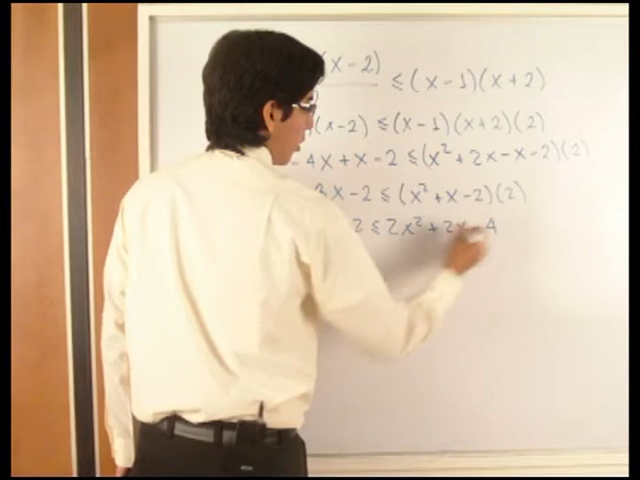 (x-2) ≤ (x-1)(x+2)
(x-2) ≤ (x-1)(x+2)(2)
-4x+x-2 ≤ (x²+2x-x-2)(2)
3x-2 ≤ (x²+x-2)(2)
2 ≤ 2x²+2x-4